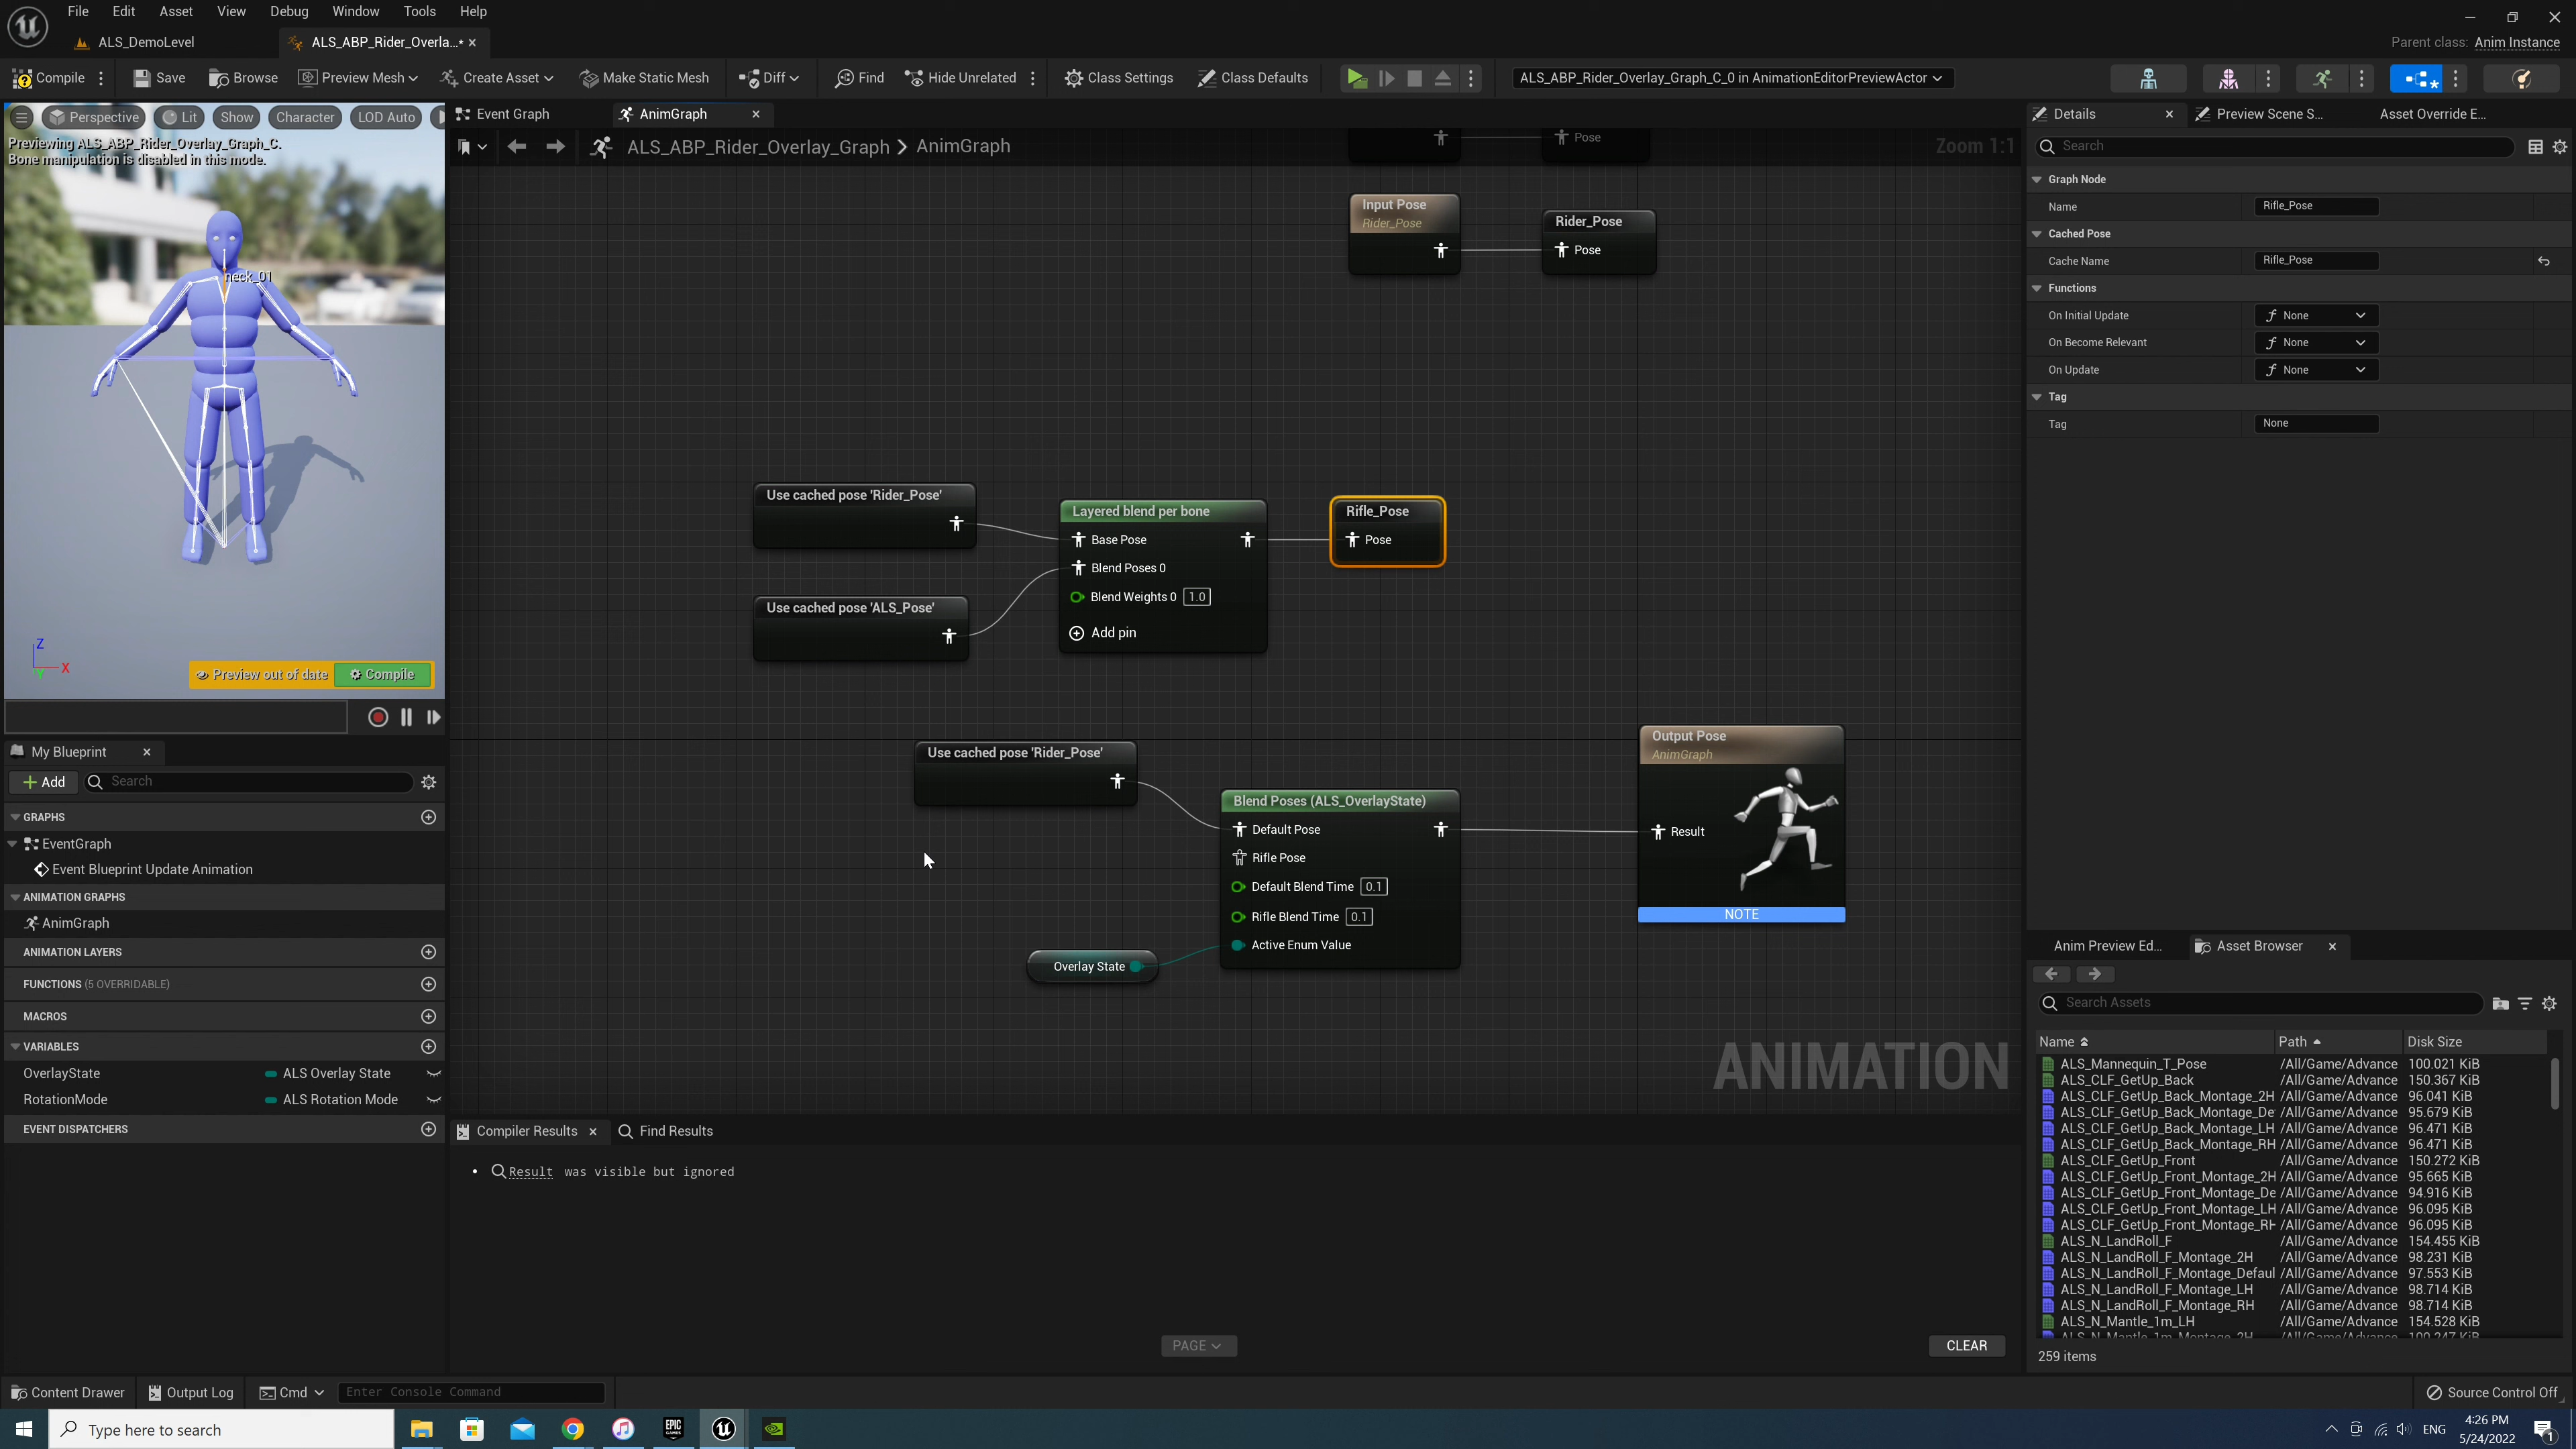 File Edit Asset View Debug Window Tools Help
ALS_DemoLevel
ALS_ABP_Rider_Overla...*
Parent class: Anim Instance
Compile
Save
Browse
Preview Mesh
Create Asset
Make Static Mesh
Diff
Find
Hide Unrelated
Class Settings
Class Defaults
ALS_ABP_Rider_Overlay_Graph_C_0 in AnimationEditorPreviewActor
Perspective
Lit
Show
Character
LOD Auto
Previewing ALS_ABP_Rider_Overlay_Graph_C.
Bone manipulation is disabled in this mode.
neck_01
Z
X
Y
Preview out of date
Compile
My Blueprint
Add
Search
GRAPHS
EventGraph
Event Blueprint Update Animation
ANIMATION GRAPHS
AnimGraph
ANIMATION LAYERS
FUNCTIONS (5 OVERRIDABLE)
MACROS
VARIABLES
OverlayState ALS Overlay State
RotationMode ALS Rotation Mode
EVENT DISPATCHERS
Event Graph
AnimGraph
ALS_ABP_Rider_Overlay_Graph > AnimGraph
Zoom 1:1
Pose
Input Pose
Rider_Pose
Rider_Pose
Pose
Use cached pose 'Rider_Pose'
Use cached pose 'ALS_Pose'
Layered blend per bone
Base Pose
Blend Poses 0
Blend Weights 0 1.0
Add pin
Rifle_Pose
Pose
Use cached pose 'Rider_Pose'
Blend Poses (ALS_OverlayState)
Default Pose
Rifle Pose
Default Blend Time 0.1
Rifle Blend Time 0.1
Active Enum Value
Overlay State
Output Pose
AnimGraph
Result
NOTE
ANIMATION
Compiler Results
Find Results
• Result was visible but ignored
PAGE
CLEAR
Details
Preview Scene S...
Asset Override E...
Search
Graph Node
Name Rifle_Pose
Cached Pose
Cache Name Rifle_Pose
Functions
On Initial Update None
On Become Relevant None
On Update None
Tag
Tag None
Anim Preview Ed...
Asset Browser
Search Assets
Name Path Disk Size
ALS_Mannequin_T_Pose /All/Game/Advance 100.021 KiB
ALS_CLF_GetUp_Back /All/Game/Advance 150.367 KiB
ALS_CLF_GetUp_Back_Montage_2H /All/Game/Advance 96.041 KiB
ALS_CLF_GetUp_Back_Montage_De /All/Game/Advance 95.679 KiB
ALS_CLF_GetUp_Back_Montage_LH /All/Game/Advance 96.471 KiB
ALS_CLF_GetUp_Back_Montage_RH /All/Game/Advance 96.471 KiB
ALS_CLF_GetUp_Front /All/Game/Advance 150.272 KiB
ALS_CLF_GetUp_Front_Montage_2H /All/Game/Advance 95.665 KiB
ALS_CLF_GetUp_Front_Montage_De /All/Game/Advance 94.916 KiB
ALS_CLF_GetUp_Front_Montage_LH /All/Game/Advance 96.095 KiB
ALS_CLF_GetUp_Front_Montage_RH /All/Game/Advance 96.095 KiB
ALS_N_LandRoll_F /All/Game/Advance 154.455 KiB
ALS_N_LandRoll_F_Montage_2H /All/Game/Advance 98.231 KiB
ALS_N_LandRoll_F_Montage_Defaul /All/Game/Advance 97.553 KiB
ALS_N_LandRoll_F_Montage_LH /All/Game/Advance 98.714 KiB
ALS_N_LandRoll_F_Montage_RH /All/Game/Advance 98.714 KiB
ALS_N_Mantle_1m_LH /All/Game/Advance 154.528 KiB
ALS_N_Mantle_1m_Montage_2H /All/Game/Advance 100.247 KiB
259 items
Content Drawer
Output Log
Cmd
Enter Console Command
Source Control Off
Type here to search
EPIC GAMES
ENG
4:26 PM
5/24/2022
1